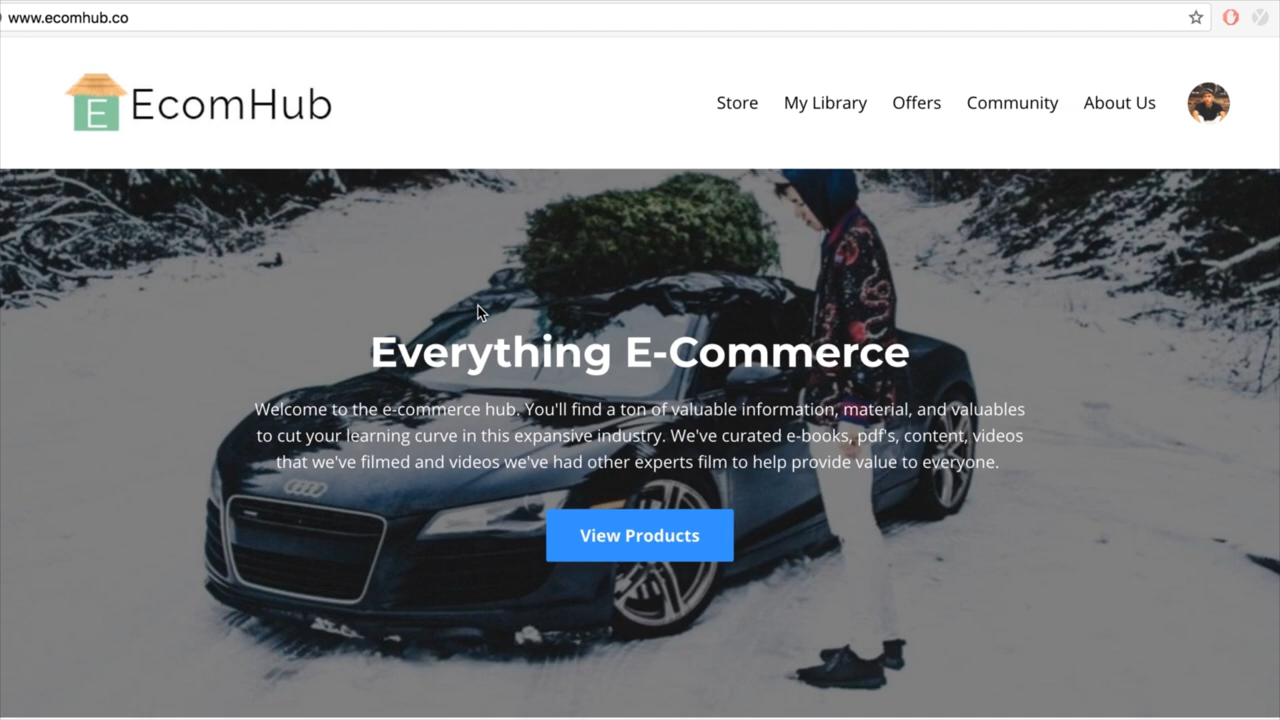 www.ecomhub.co
E EcomHub
Store My Library Offers Community About Us
Everything E-Commerce
Welcome to the e-commerce hub. You'll find a ton of valuable information, material, and valuables
to cut your learning curve in this expansive industry. We've curated e-books, pdf's, content, videos
that we've filmed and videos we've had other experts film to help provide value to everyone.
View Products